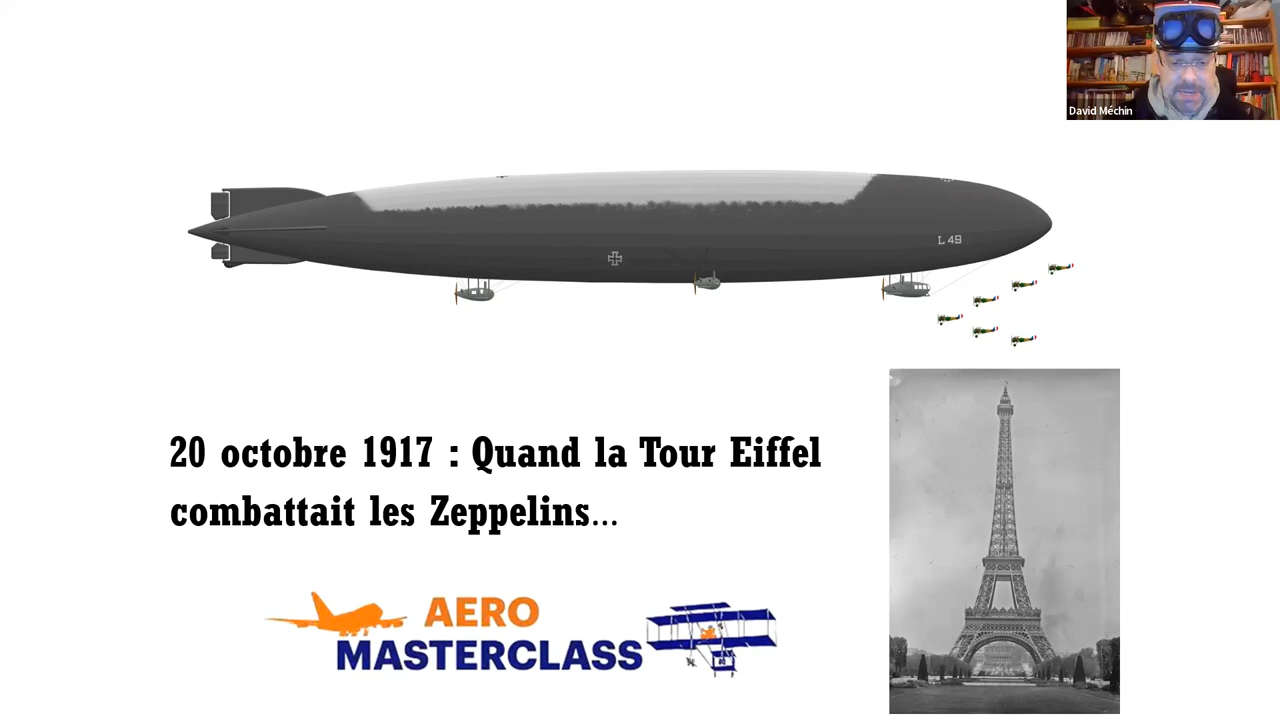 David Méchin
L 49
20 octobre 1917 : Quand la Tour Eiffel
combattait les Zeppelins...
AERO
MASTERCLASS